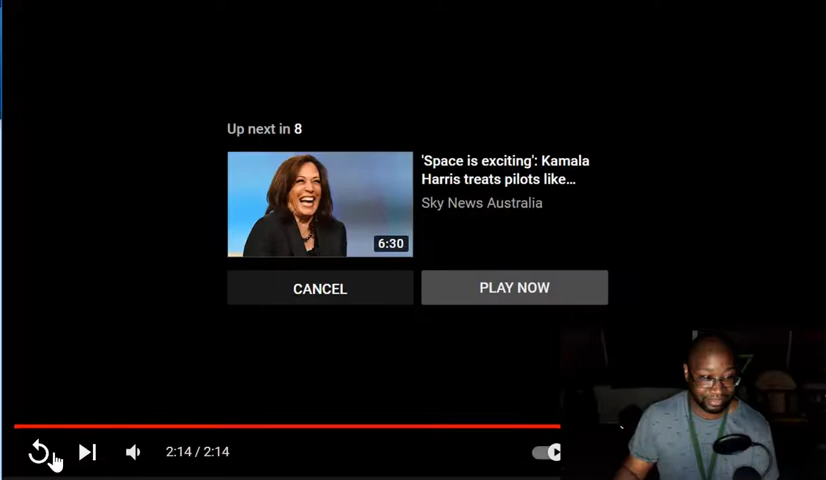 Up next in 8
'Space is exciting': Kamala
Harris treats pilots like…
Sky News Australia
6:30
CANCEL
PLAY NOW
2:14 / 2:14